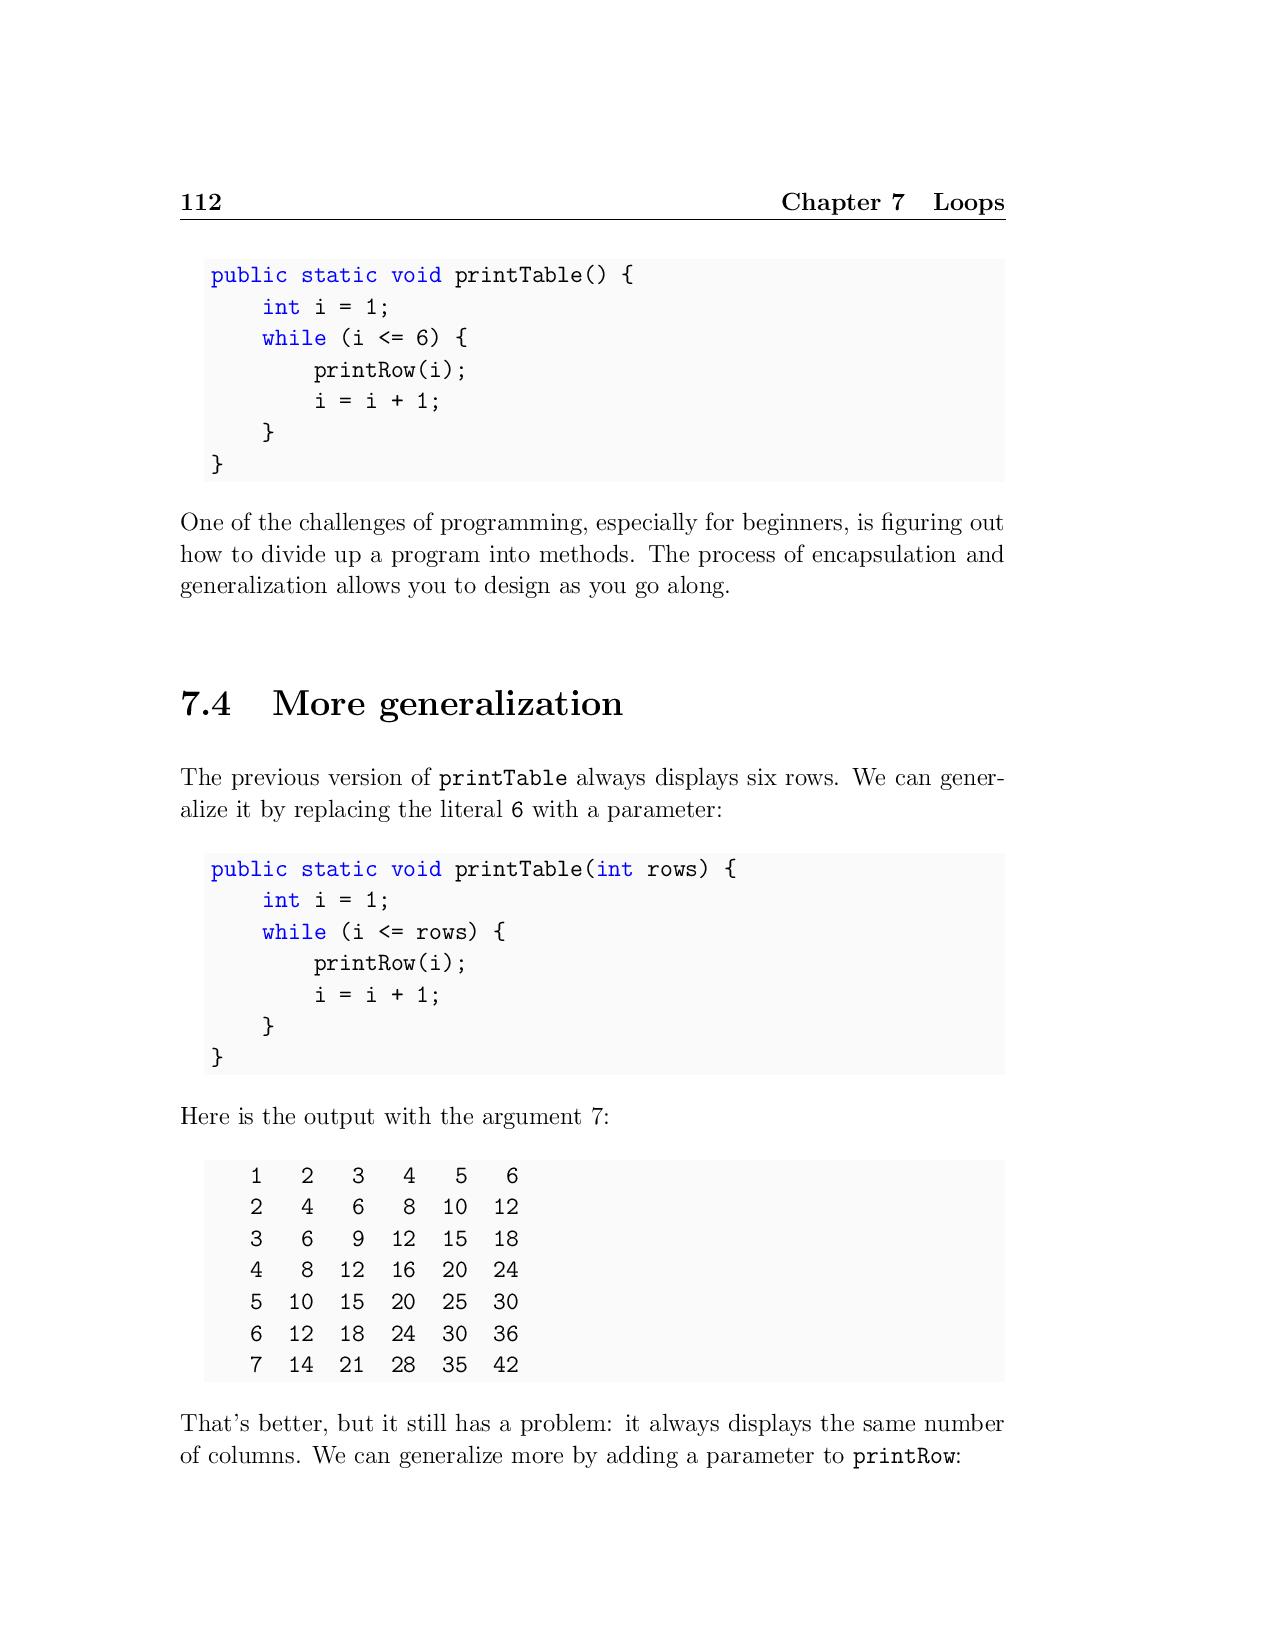 112 Chapter 7 Loops
public static void printTable() {
    int i = 1;
    while (i <= 6) {
        printRow(i);
        i = i + 1;
    }
}
One of the challenges of programming, especially for beginners, is figuring out
how to divide up a program into methods. The process of encapsulation and
generalization allows you to design as you go along.
7.4 More generalization
The previous version of printTable always displays six rows. We can gener-
alize it by replacing the literal 6 with a parameter:
public static void printTable(int rows) {
    int i = 1;
    while (i <= rows) {
        printRow(i);
        i = i + 1;
    }
}
Here is the output with the argument 7:
   1   2   3   4   5   6
   2   4   6   8  10  12
   3   6   9  12  15  18
   4   8  12  16  20  24
   5  10  15  20  25  30
   6  12  18  24  30  36
   7  14  21  28  35  42
That's better, but it still has a problem: it always displays the same number
of columns. We can generalize more by adding a parameter to printRow: